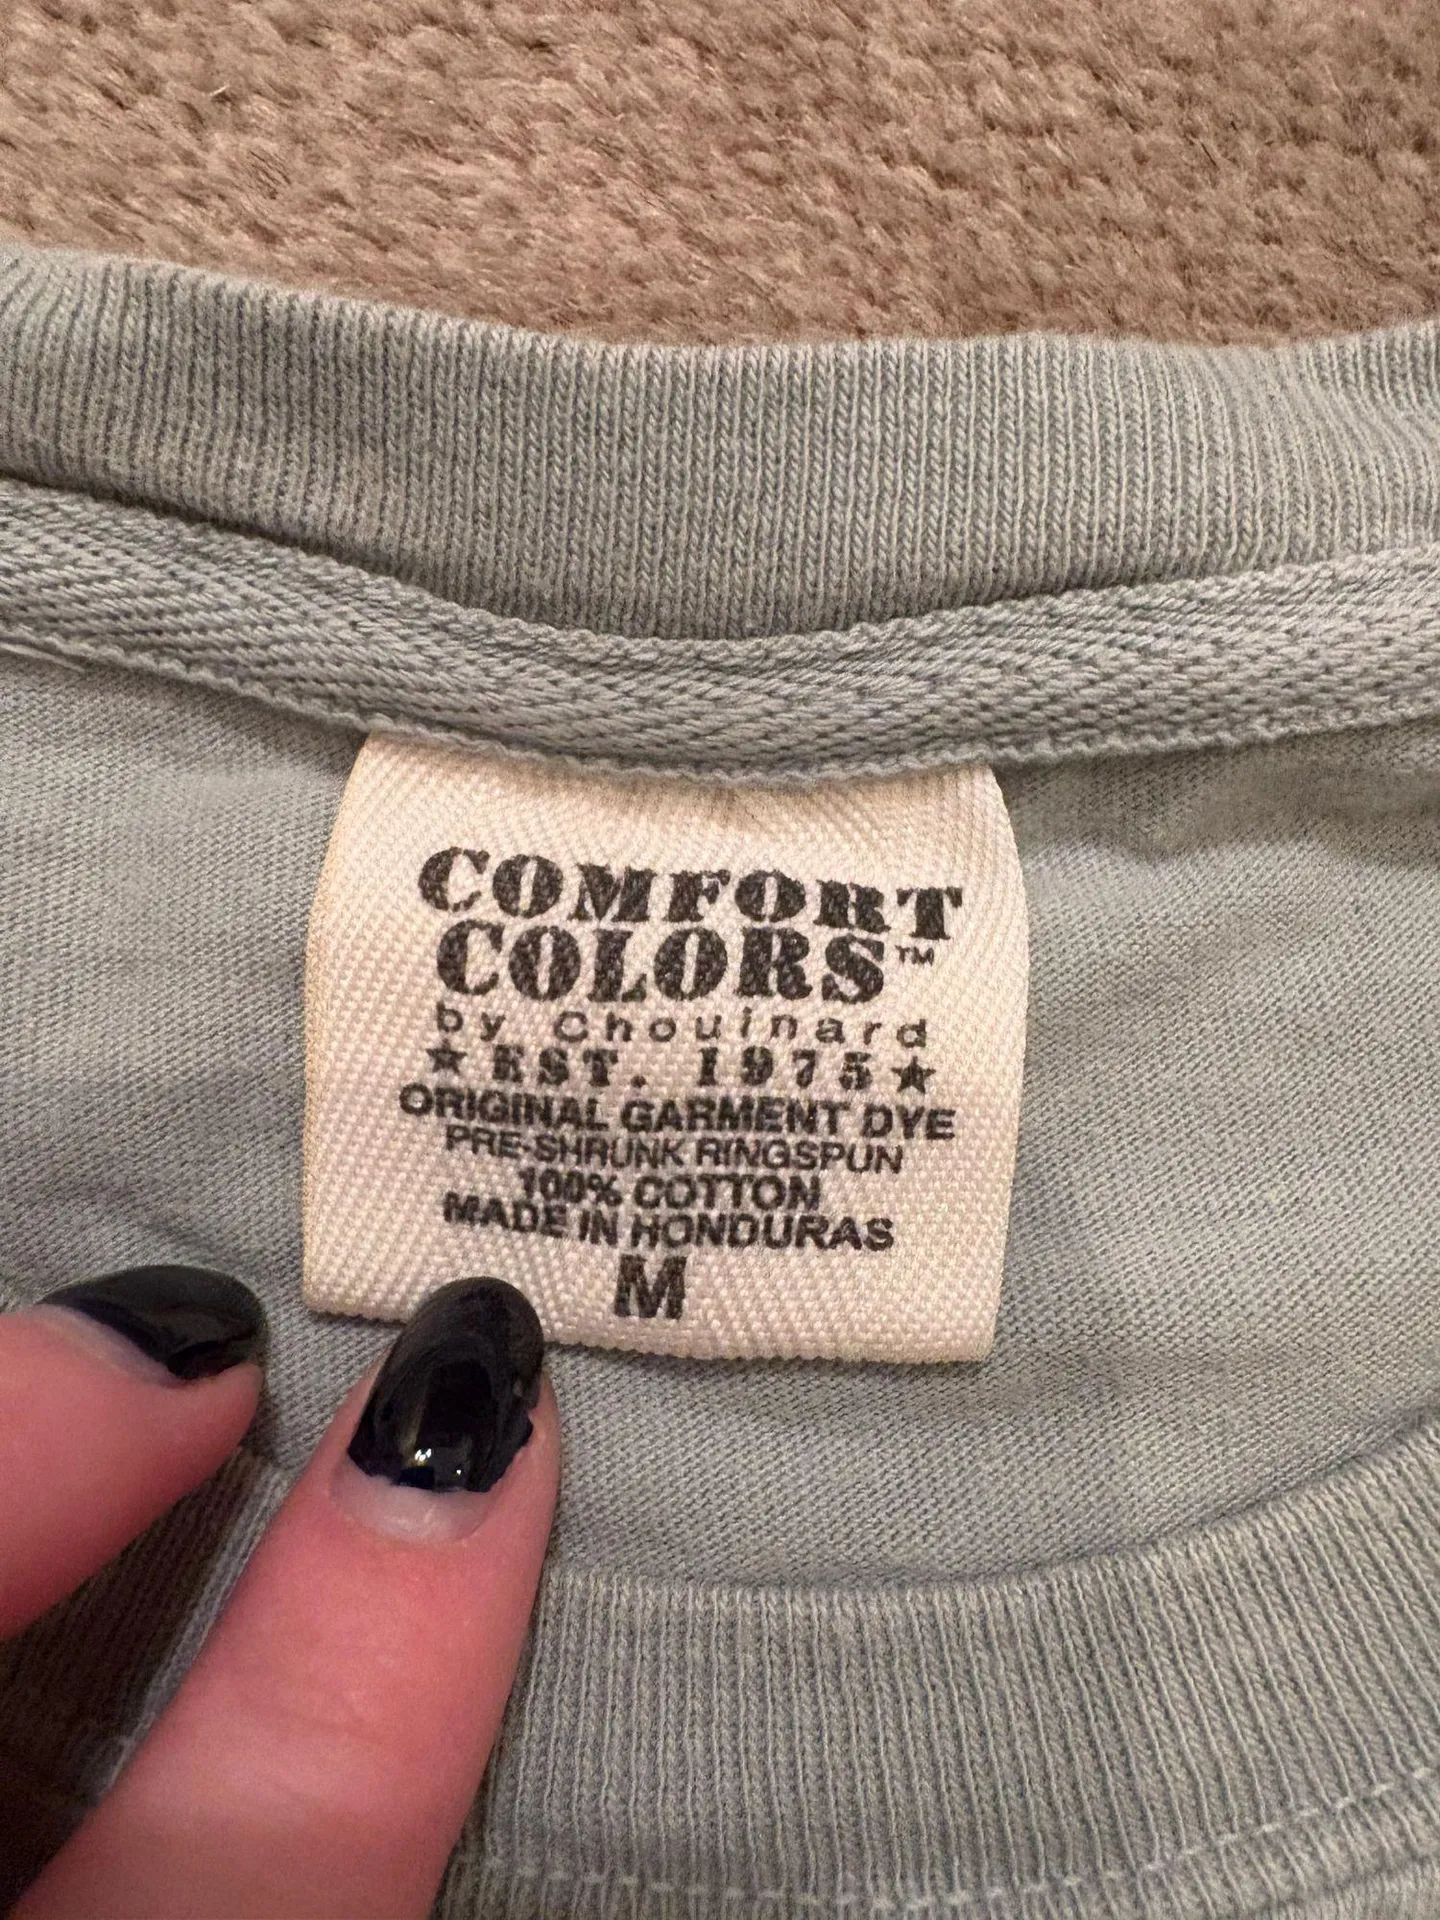 COMFORT
COLORS™
by Chouinard
★ EST. 1975 ★
ORIGINAL GARMENT DYE
PRE-SHRUNK RINGSPUN
100% COTTON
MADE IN HONDURAS
M